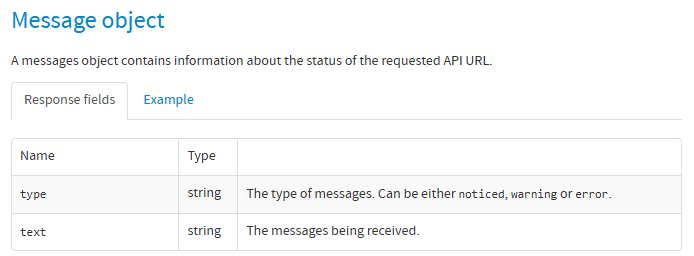 Message object
A messages object contains information about the status of the requested API URL.
Response fields Example
Name Type
type string The type of messages. Can be either noticed, warning or error.
text string The messages being received.